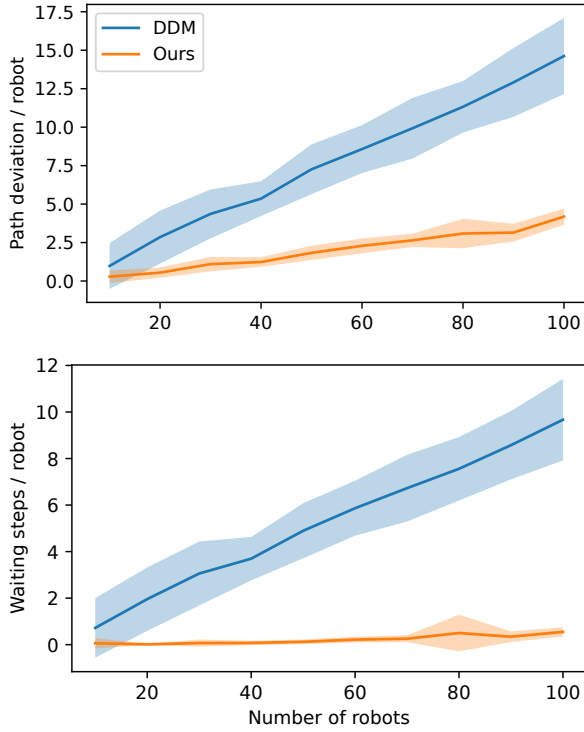 17.5
15.0
12.5
10.0
7.5
5.0
2.5
0.0
Path deviation / robot
DDM
Ours
20 40 60 80 100
12
10
8
6
4
2
0
Waiting steps / robot
20 40 60 80 100
Number of robots